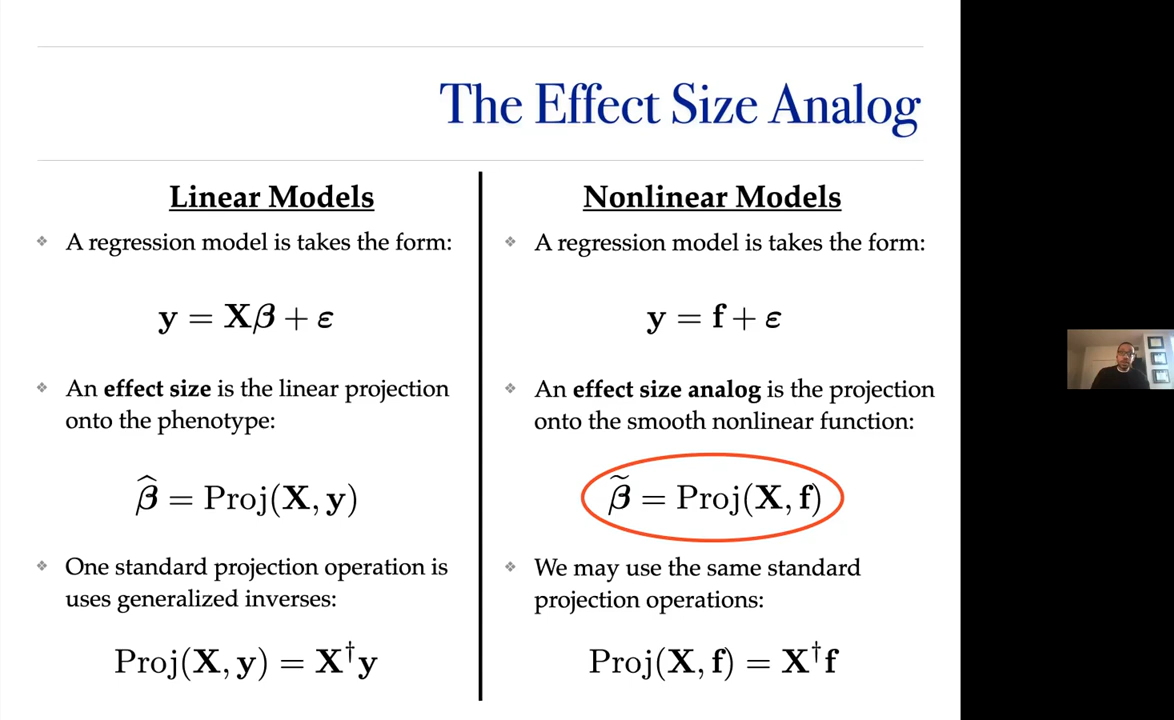 The Effect Size Analog
Linear Models
❖ A regression model is takes the form:
y = Xβ + ε
❖ An effect size is the linear projection
onto the phenotype:
β̂ = Proj(X, y)
❖ One standard projection operation is
uses generalized inverses:
Proj(X, y) = X†y
Nonlinear Models
❖ A regression model is takes the form:
y = f + ε
❖ An effect size analog is the projection
onto the smooth nonlinear function:
β̃ = Proj(X, f)
❖ We may use the same standard
projection operations:
Proj(X, f) = X†f